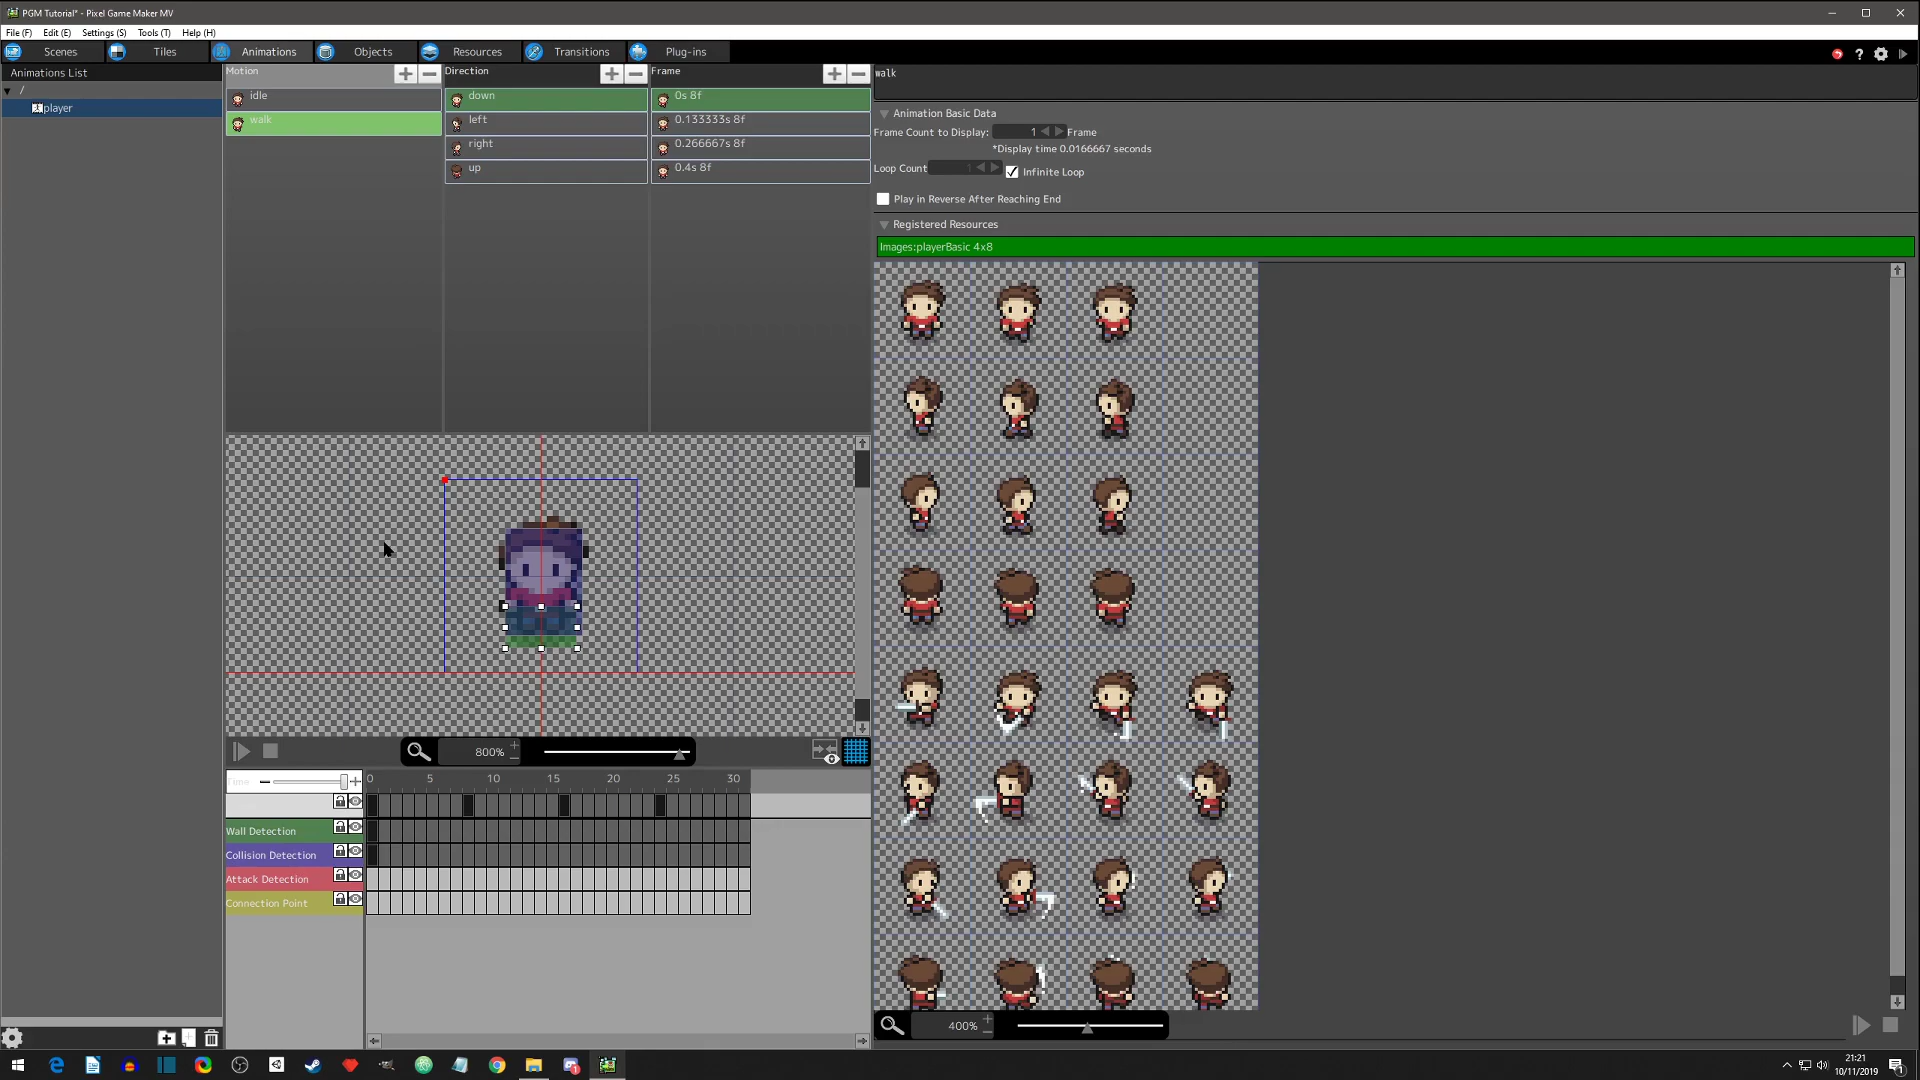 PGM Tutorial* - Pixel Game Maker MV
File (F) Edit (E) Settings (S) Tools (T) Help (H)
Scenes Tiles Animations Objects Resources Transitions Plug-ins
Animations List
/
player
Motion
idle
walk
Direction
down
left
right
up
Frame
0s 8f
0.133333s 8f
0.266667s 8f
0.4s 8f
walk
Animation Basic Data
Frame Count to Display: 1 Frame
*Display time 0.0166667 seconds
Loop Count 1 Infinite Loop
Play in Reverse After Reaching End
Registered Resources
Images:playerBasic 4x8
800%
Time
0 5 10 15 20 25 30
Wall Detection
Collision Detection
Attack Detection
Connection Point
400%
21:21
10/11/2019